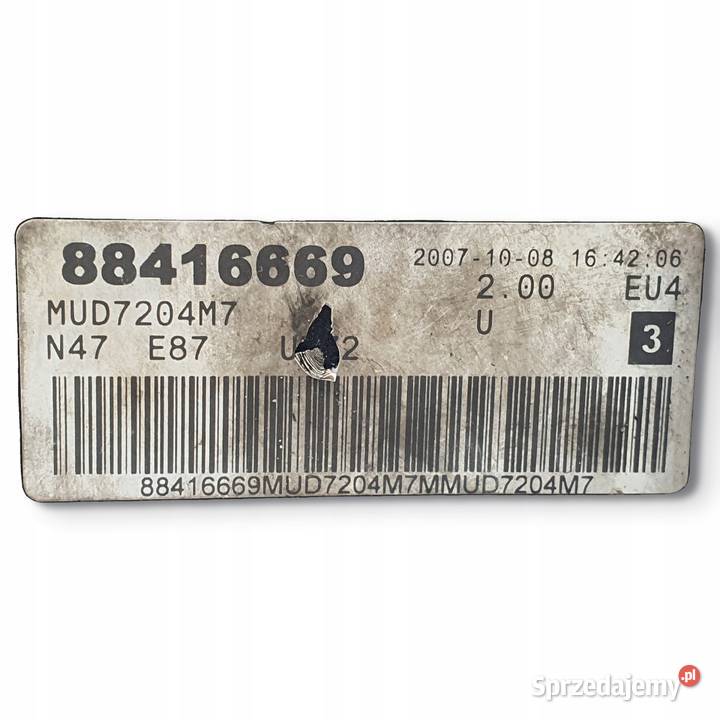 88416669 2007-10-08 16:42:06
MUD7204M7 2.00 EU4
N47 E87 U 3
88416669MUD7204M7MMUD7204M7
Sprzedajemy.pl